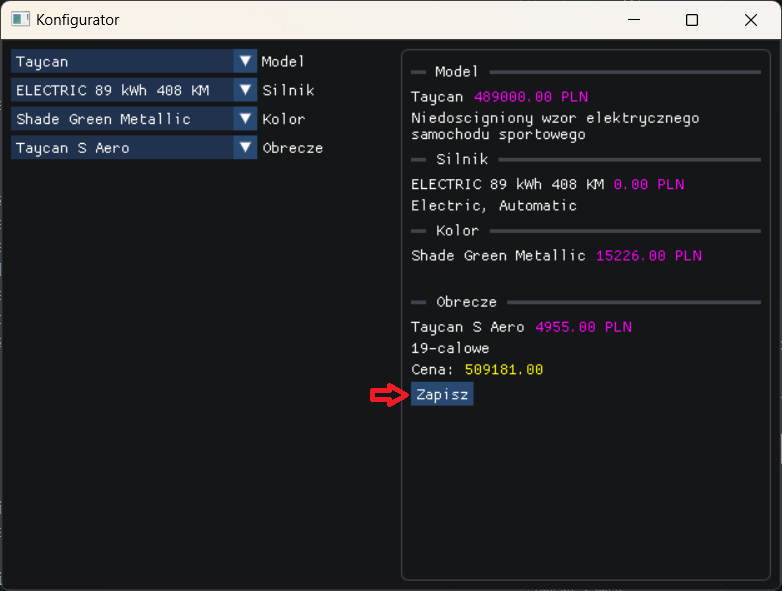 Konfigurator
Taycan Model
ELECTRIC 89 kWh 408 KM Silnik
Shade Green Metallic Kolor
Taycan S Aero Obrecze
Model
Taycan 489000.00 PLN
Niedoscigniony wzor elektrycznego
samochodu sportowego
Silnik
ELECTRIC 89 kWh 408 KM 0.00 PLN
Electric, Automatic
Kolor
Shade Green Metallic 15226.00 PLN
Obrecze
Taycan S Aero 4955.00 PLN
19-calowe
Cena: 509181.00
Zapisz